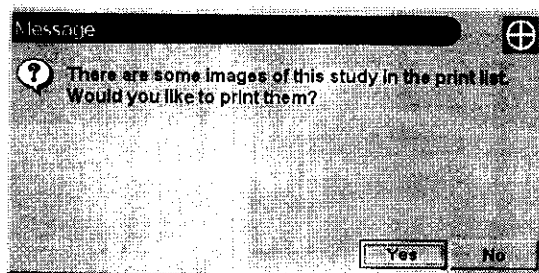 Message
There are some images of this study in the print list.
Would you like to print them?
Yes No